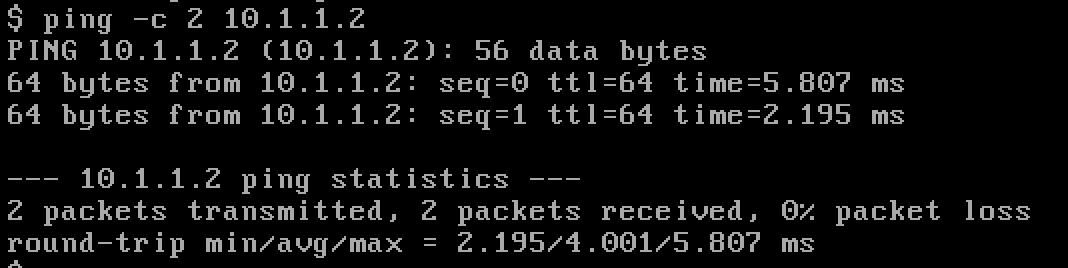 $ ping -c 2 10.1.1.2
PING 10.1.1.2 (10.1.1.2): 56 data bytes
64 bytes from 10.1.1.2: seq=0 ttl=64 time=5.807 ms
64 bytes from 10.1.1.2: seq=1 ttl=64 time=2.195 ms

--- 10.1.1.2 ping statistics ---
2 packets transmitted, 2 packets received, 0% packet loss
round-trip min/avg/max = 2.195/4.001/5.807 ms
$